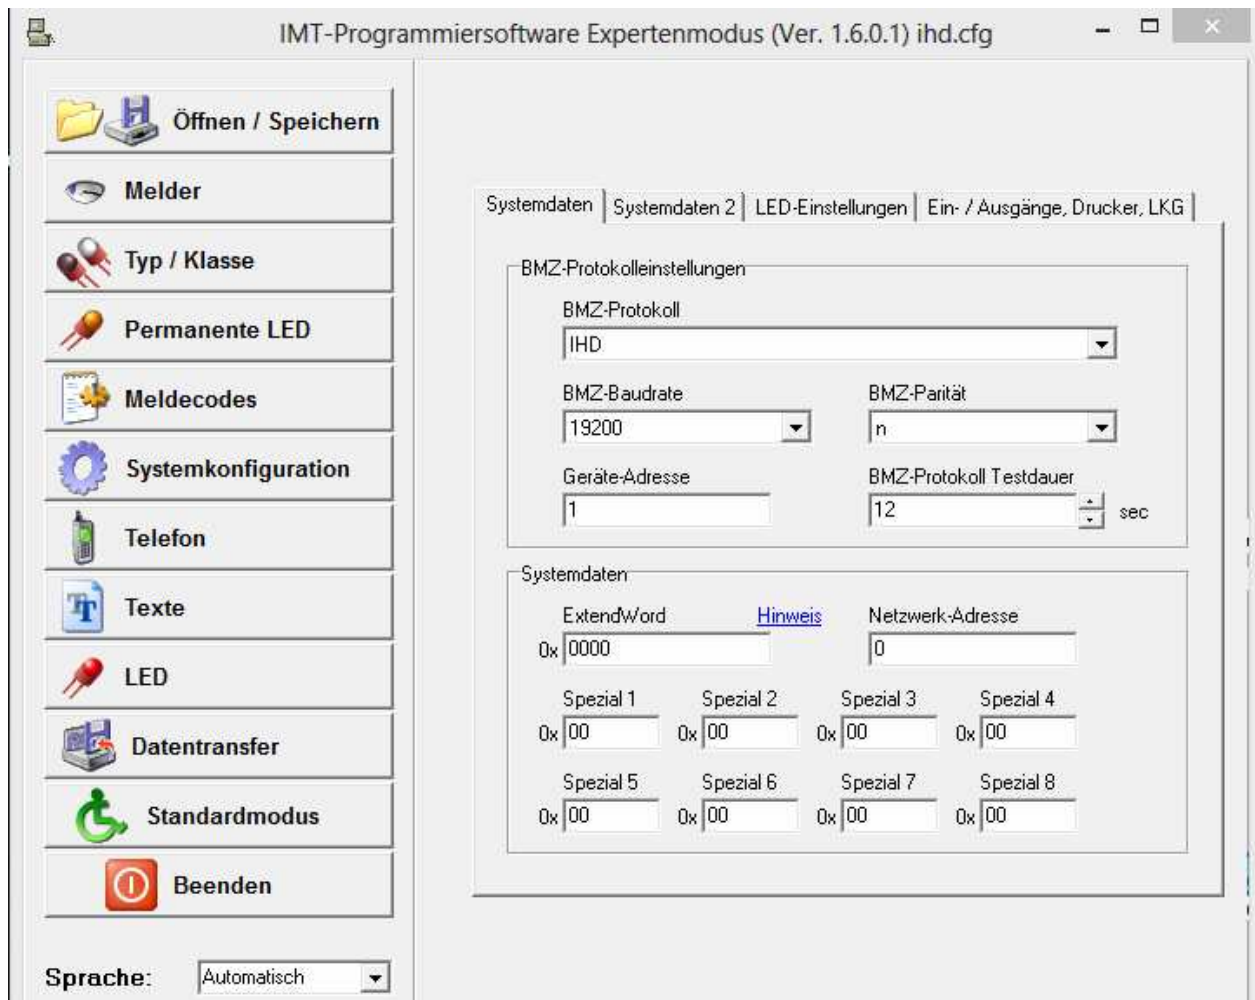 IMT-Programmiersoftware Expertenmodus (Ver. 1.6.0.1) ihd.cfg
Öffnen / Speichern
Melder
Typ / Klasse
Permanente LED
Meldecodes
Systemkonfiguration
Telefon
Texte
LED
Datentransfer
Standardmodus
Beenden
Sprache: Automatisch
Systemdaten Systemdaten 2 LED-Einstellungen Ein- / Ausgänge, Drucker, LKG
BMZ-Protokolleinstellungen
BMZ-Protokoll
IHD
BMZ-Baudrate BMZ-Parität
19200 n
Geräte-Adresse BMZ-Protokoll Testdauer
1 12 sec
Systemdaten
ExtendWord Hinweis Netzwerk-Adresse
0x 0000 0
Spezial 1 Spezial 2 Spezial 3 Spezial 4
0x 00 0x 00 0x 00 0x 00
Spezial 5 Spezial 6 Spezial 7 Spezial 8
0x 00 0x 00 0x 00 0x 00